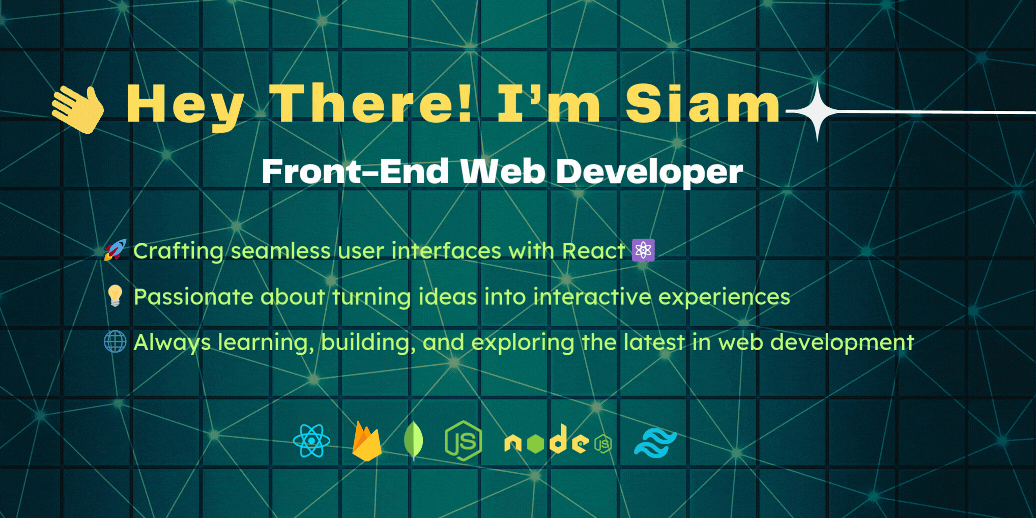 👋 Hey There! I'm Siam
Front-End Web Developer
🚀 Crafting seamless user interfaces with React ⚛️
💡 Passionate about turning ideas into interactive experiences
🌐 Always learning, building, and exploring the latest in web development
JS node JS